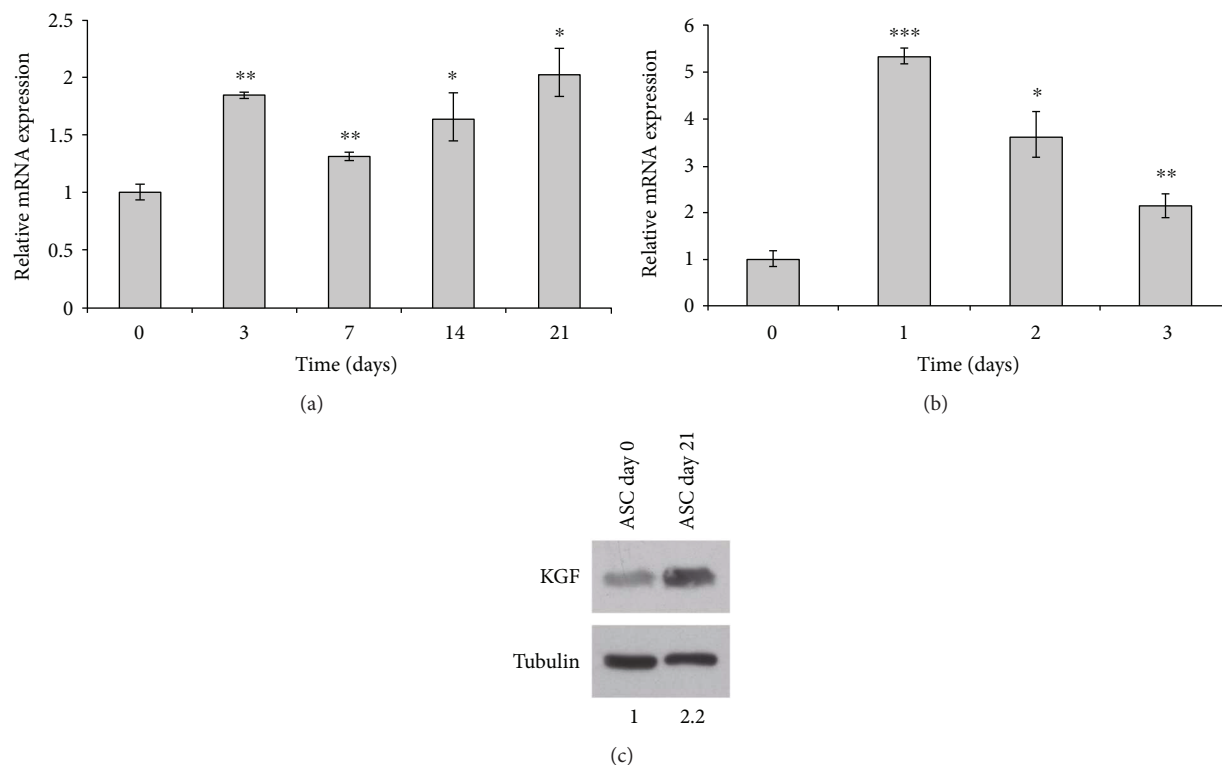 2.5
2
1.5
1
0.5
0
Relative mRNA expression
**
**
*
*
0 3 7 14 21
Time (days)
(a)
6
5
4
3
2
1
0
Relative mRNA expression
***
*
**
0 1 2 3
Time (days)
(b)
ASC day 0
ASC day 21
KGF
Tubulin
1 2.2
(c)